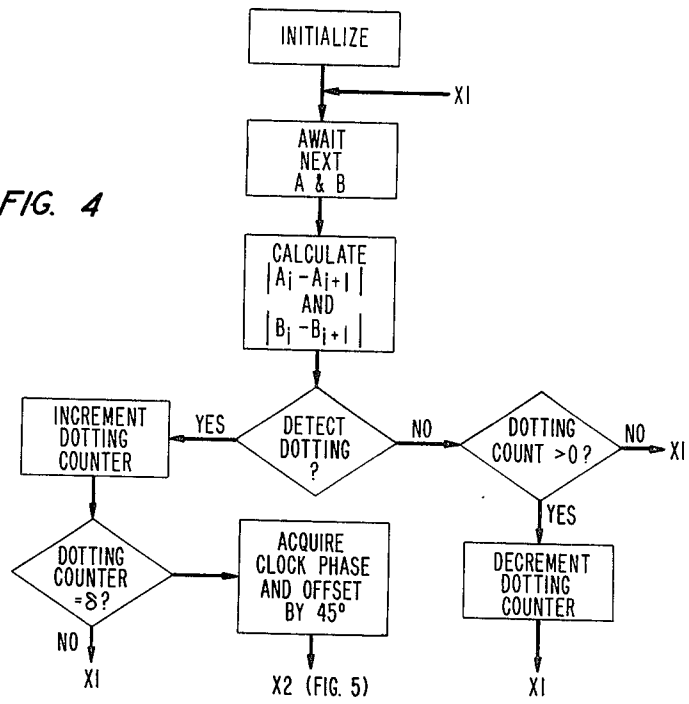 INITIALIZE
X1
AWAIT
NEXT
A & B
FIG. 4
CALCULATE
|Ai -Ai+1|
AND
|Bi -Bi+1|
INCREMENT
DOTTING
COUNTER
YES
DETECT
DOTTING
?
NO
DOTTING
COUNT >0?
NO
X1
YES
DOTTING
COUNTER
=δ?
ACQUIRE
CLOCK PHASE
AND OFFSET
BY 45°
DECREMENT
DOTTING
COUNTER
NO
X1
X2 (FIG. 5)
X1